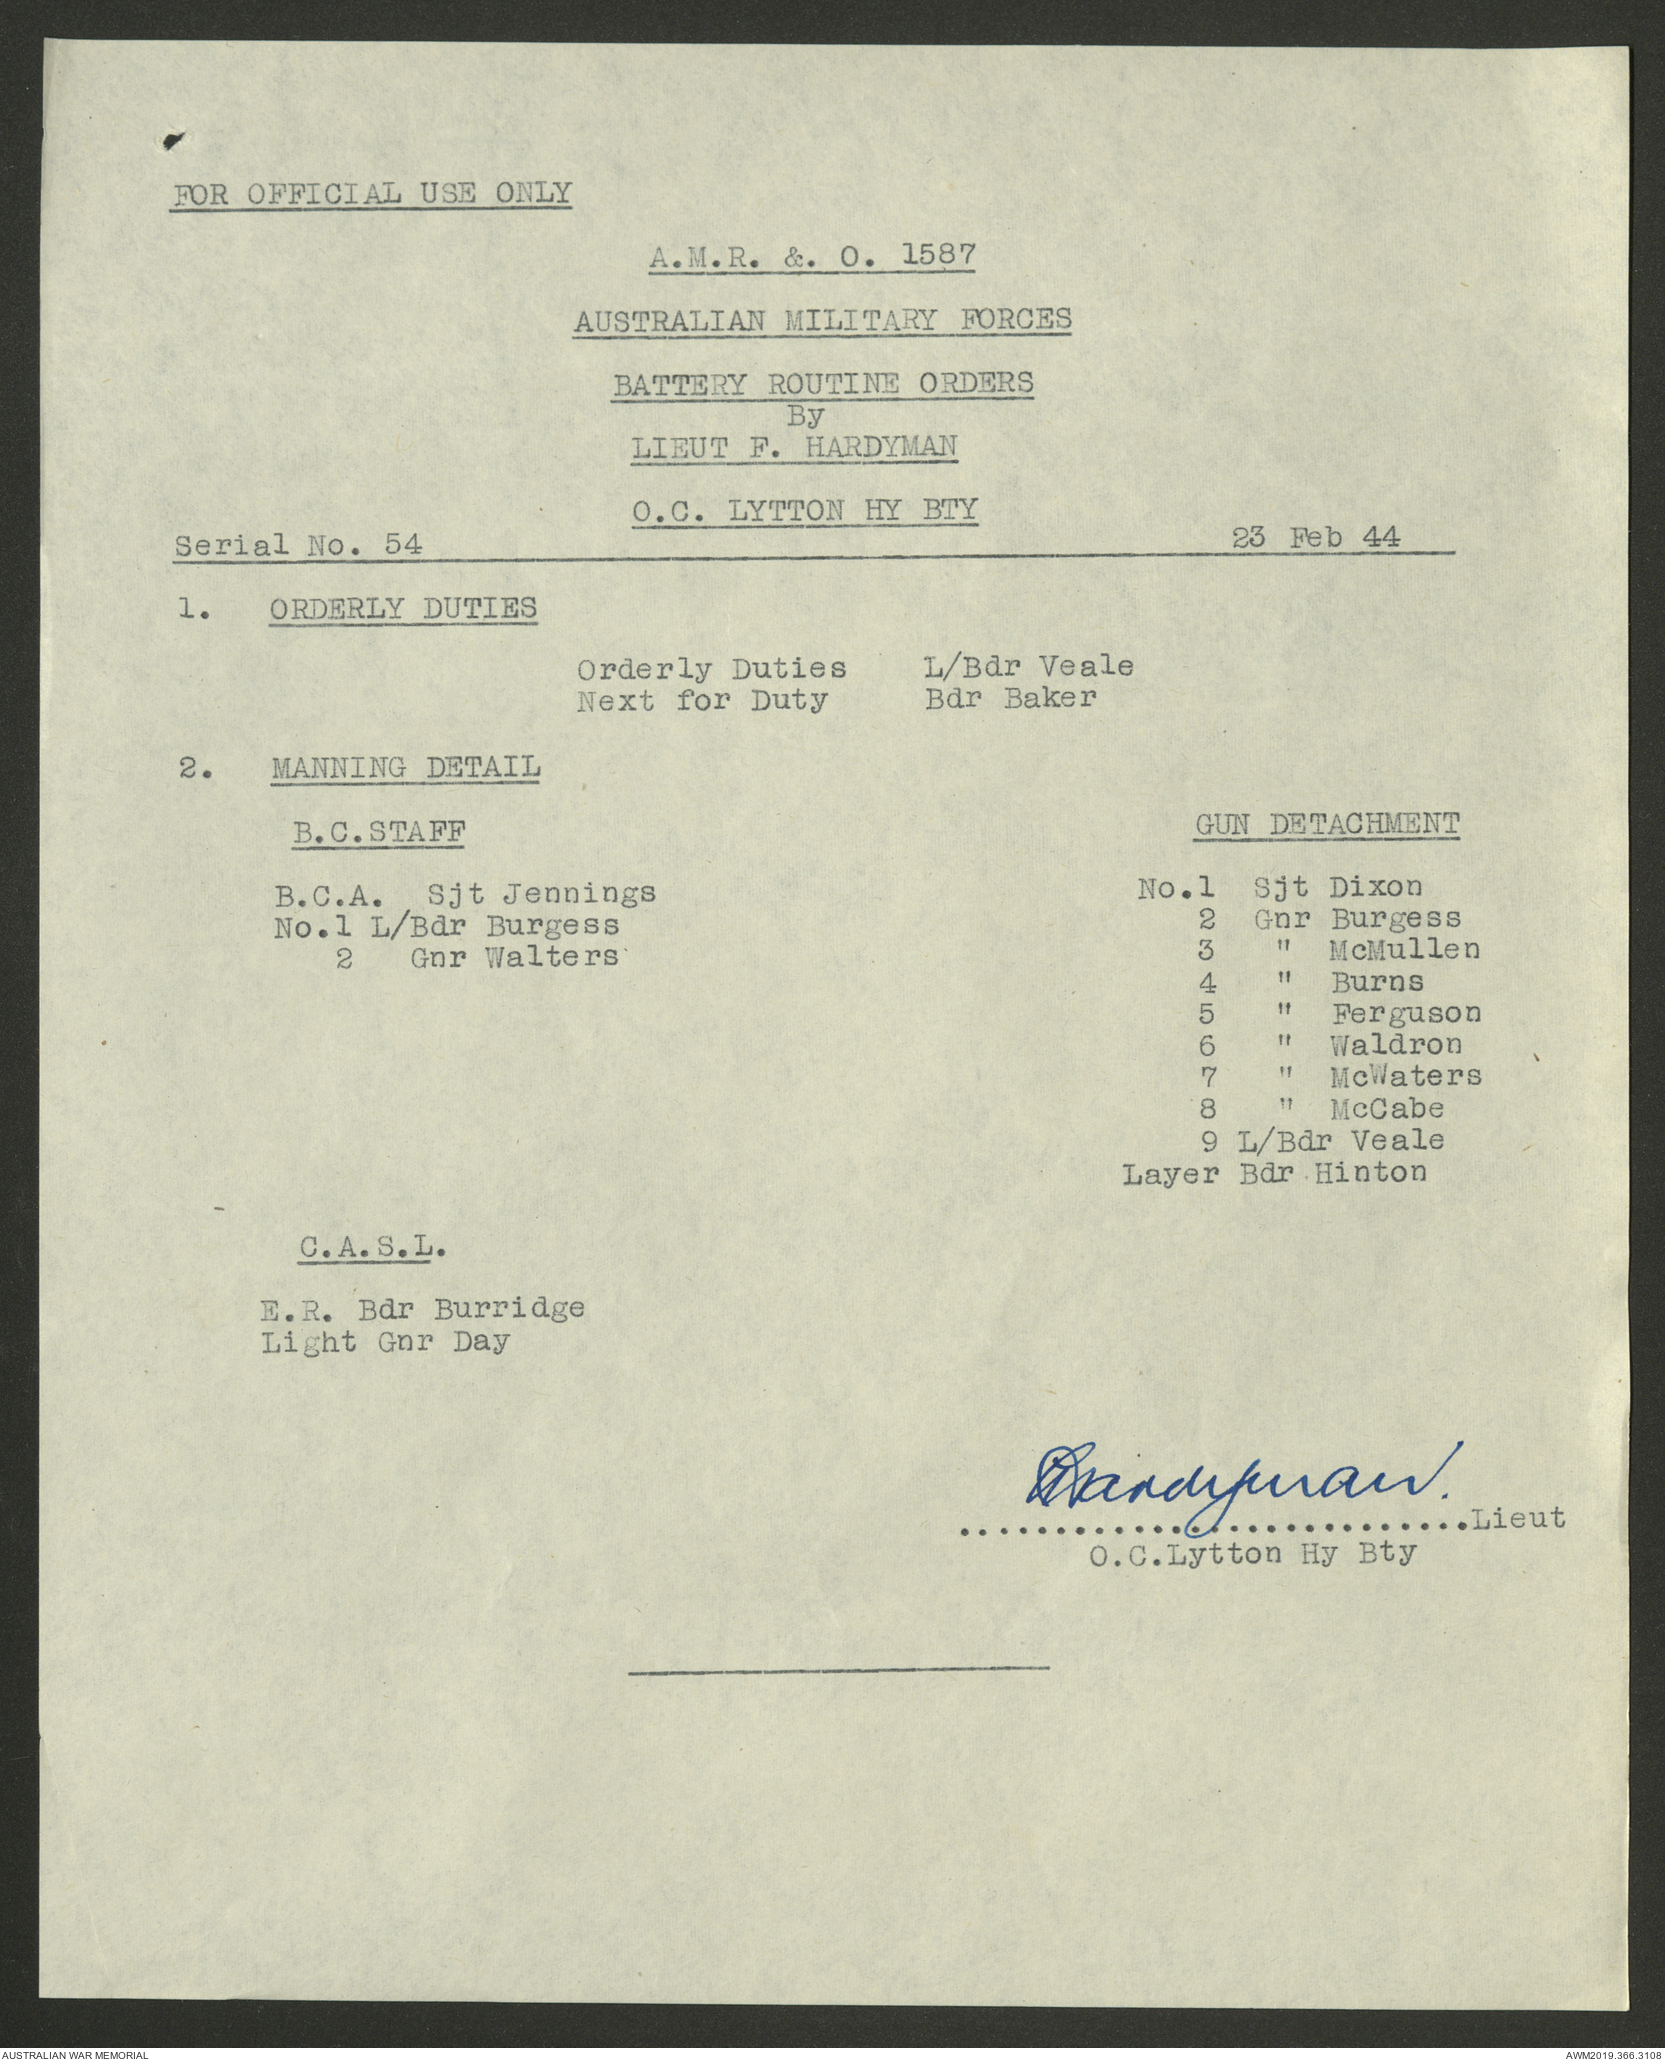 FOR OFFICIAL USE ONLY
A.M.R. &. O. 1587
AUSTRALIAN MILITARY FORCES
BATTERY ROUTINE ORDERS
By
LIEUT F. HARDYMAN
O.C. LYTTON HY BTY
Serial No. 54 23 Feb 44
1. ORDERLY DUTIES
Orderly Duties L/Bdr Veale
Next for Duty Bdr Baker
2. MANNING DETAIL
B.C.STAFF
B.C.A. Sjt Jennings
No.1 L/Bdr Burgess
2 Gnr Walters
GUN DETACHMENT
No.1 Sjt Dixon
2 Gnr Burgess
3 " McMullen
4 " Burns
5 " Ferguson
6 " Waldron
7 " McWaters
8 " McCabe
9 L/Bdr Veale
Layer Bdr Hinton
C.A.S.L.
E.R. Bdr Burridge
Light Gnr Day
Hardyman.
..............................Lieut
O.C.Lytton Hy Bty
AUSTRALIAN WAR MEMORIAL AWM2019.366.3108